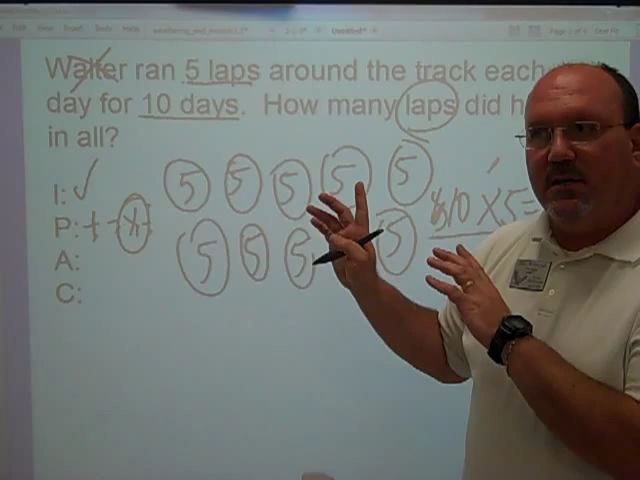 Walter ran 5 laps around the track each
day for 10 days. How many laps did h
in all?
I: ✓
5 5 5 5 5
10 X 5 =
P: + - X ÷
5 5 5 5
A:
C: